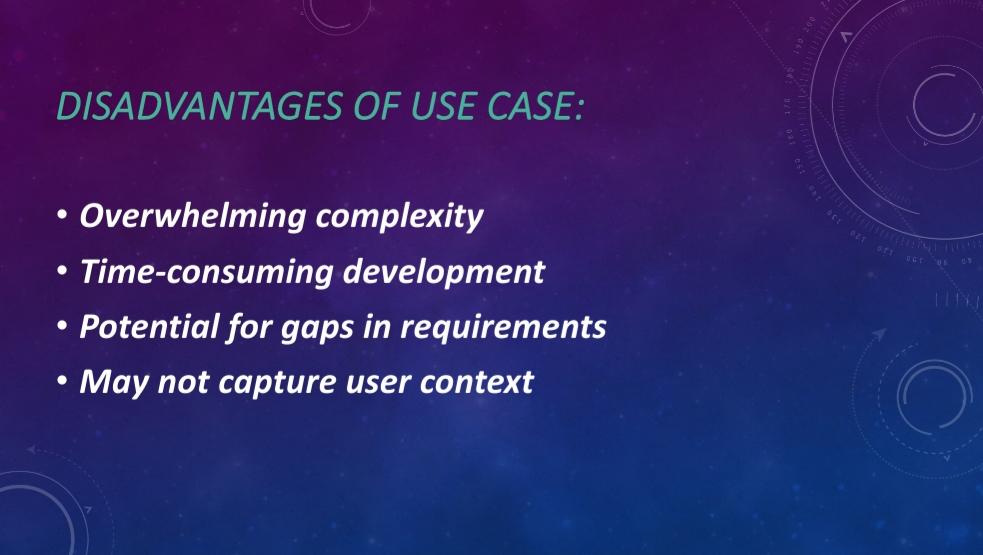 DISADVANTAGES OF USE CASE:
• Overwhelming complexity
• Time-consuming development
• Potential for gaps in requirements
• May not capture user context